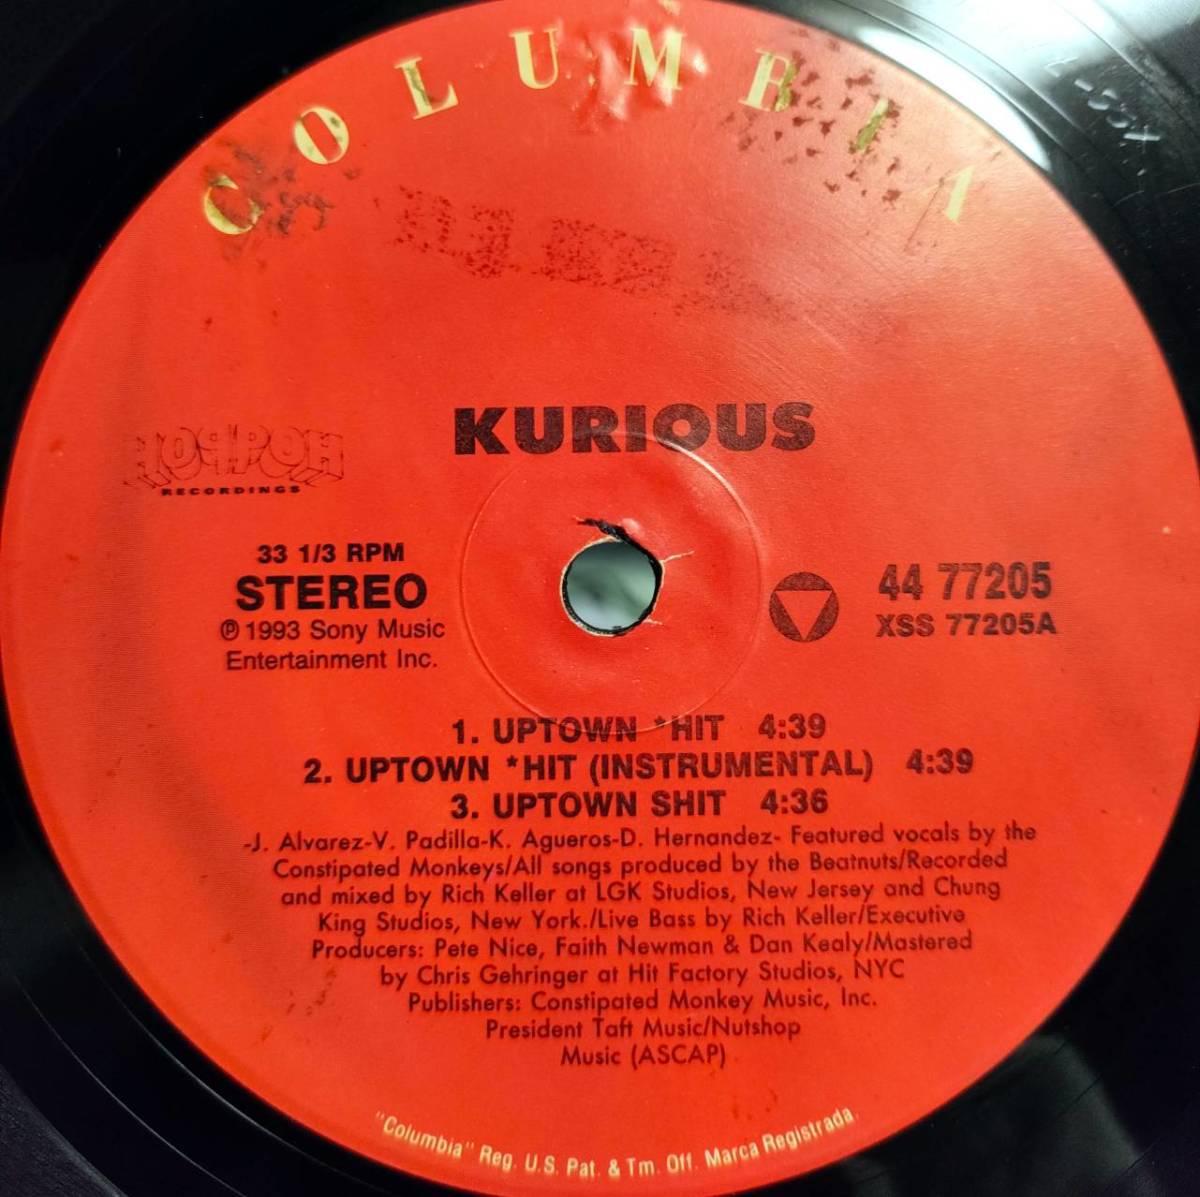 COLUMBIA
KURIOUS
HOPPOH
RECORDINGS
33 1/3 RPM
STEREO
℗ 1993 Sony Music
Entertainment Inc.
44 77205
XSS 77205A
1. UPTOWN *HIT 4:39
2. UPTOWN *HIT (INSTRUMENTAL) 4:39
3. UPTOWN SHIT 4:36
-J. Alvarez-V. Padilla-K. Agueros-D. Hernandez- Featured vocals by the
Constipated Monkeys/All songs produced by the Beatnuts/Recorded
and mixed by Rich Keller at LGK Studios, New Jersey and Chung
King Studios, New York./Live Bass by Rich Keller/Executive
Producers: Pete Nice, Faith Newman & Dan Kealy/Mastered
by Chris Gehringer at Hit Factory Studios, NYC
Publishers: Constipated Monkey Music, Inc.
President Taft Music/Nutshop
Music (ASCAP)
"Columbia" Reg. U.S. Pat. & Tm. Off. Marca Registrada.